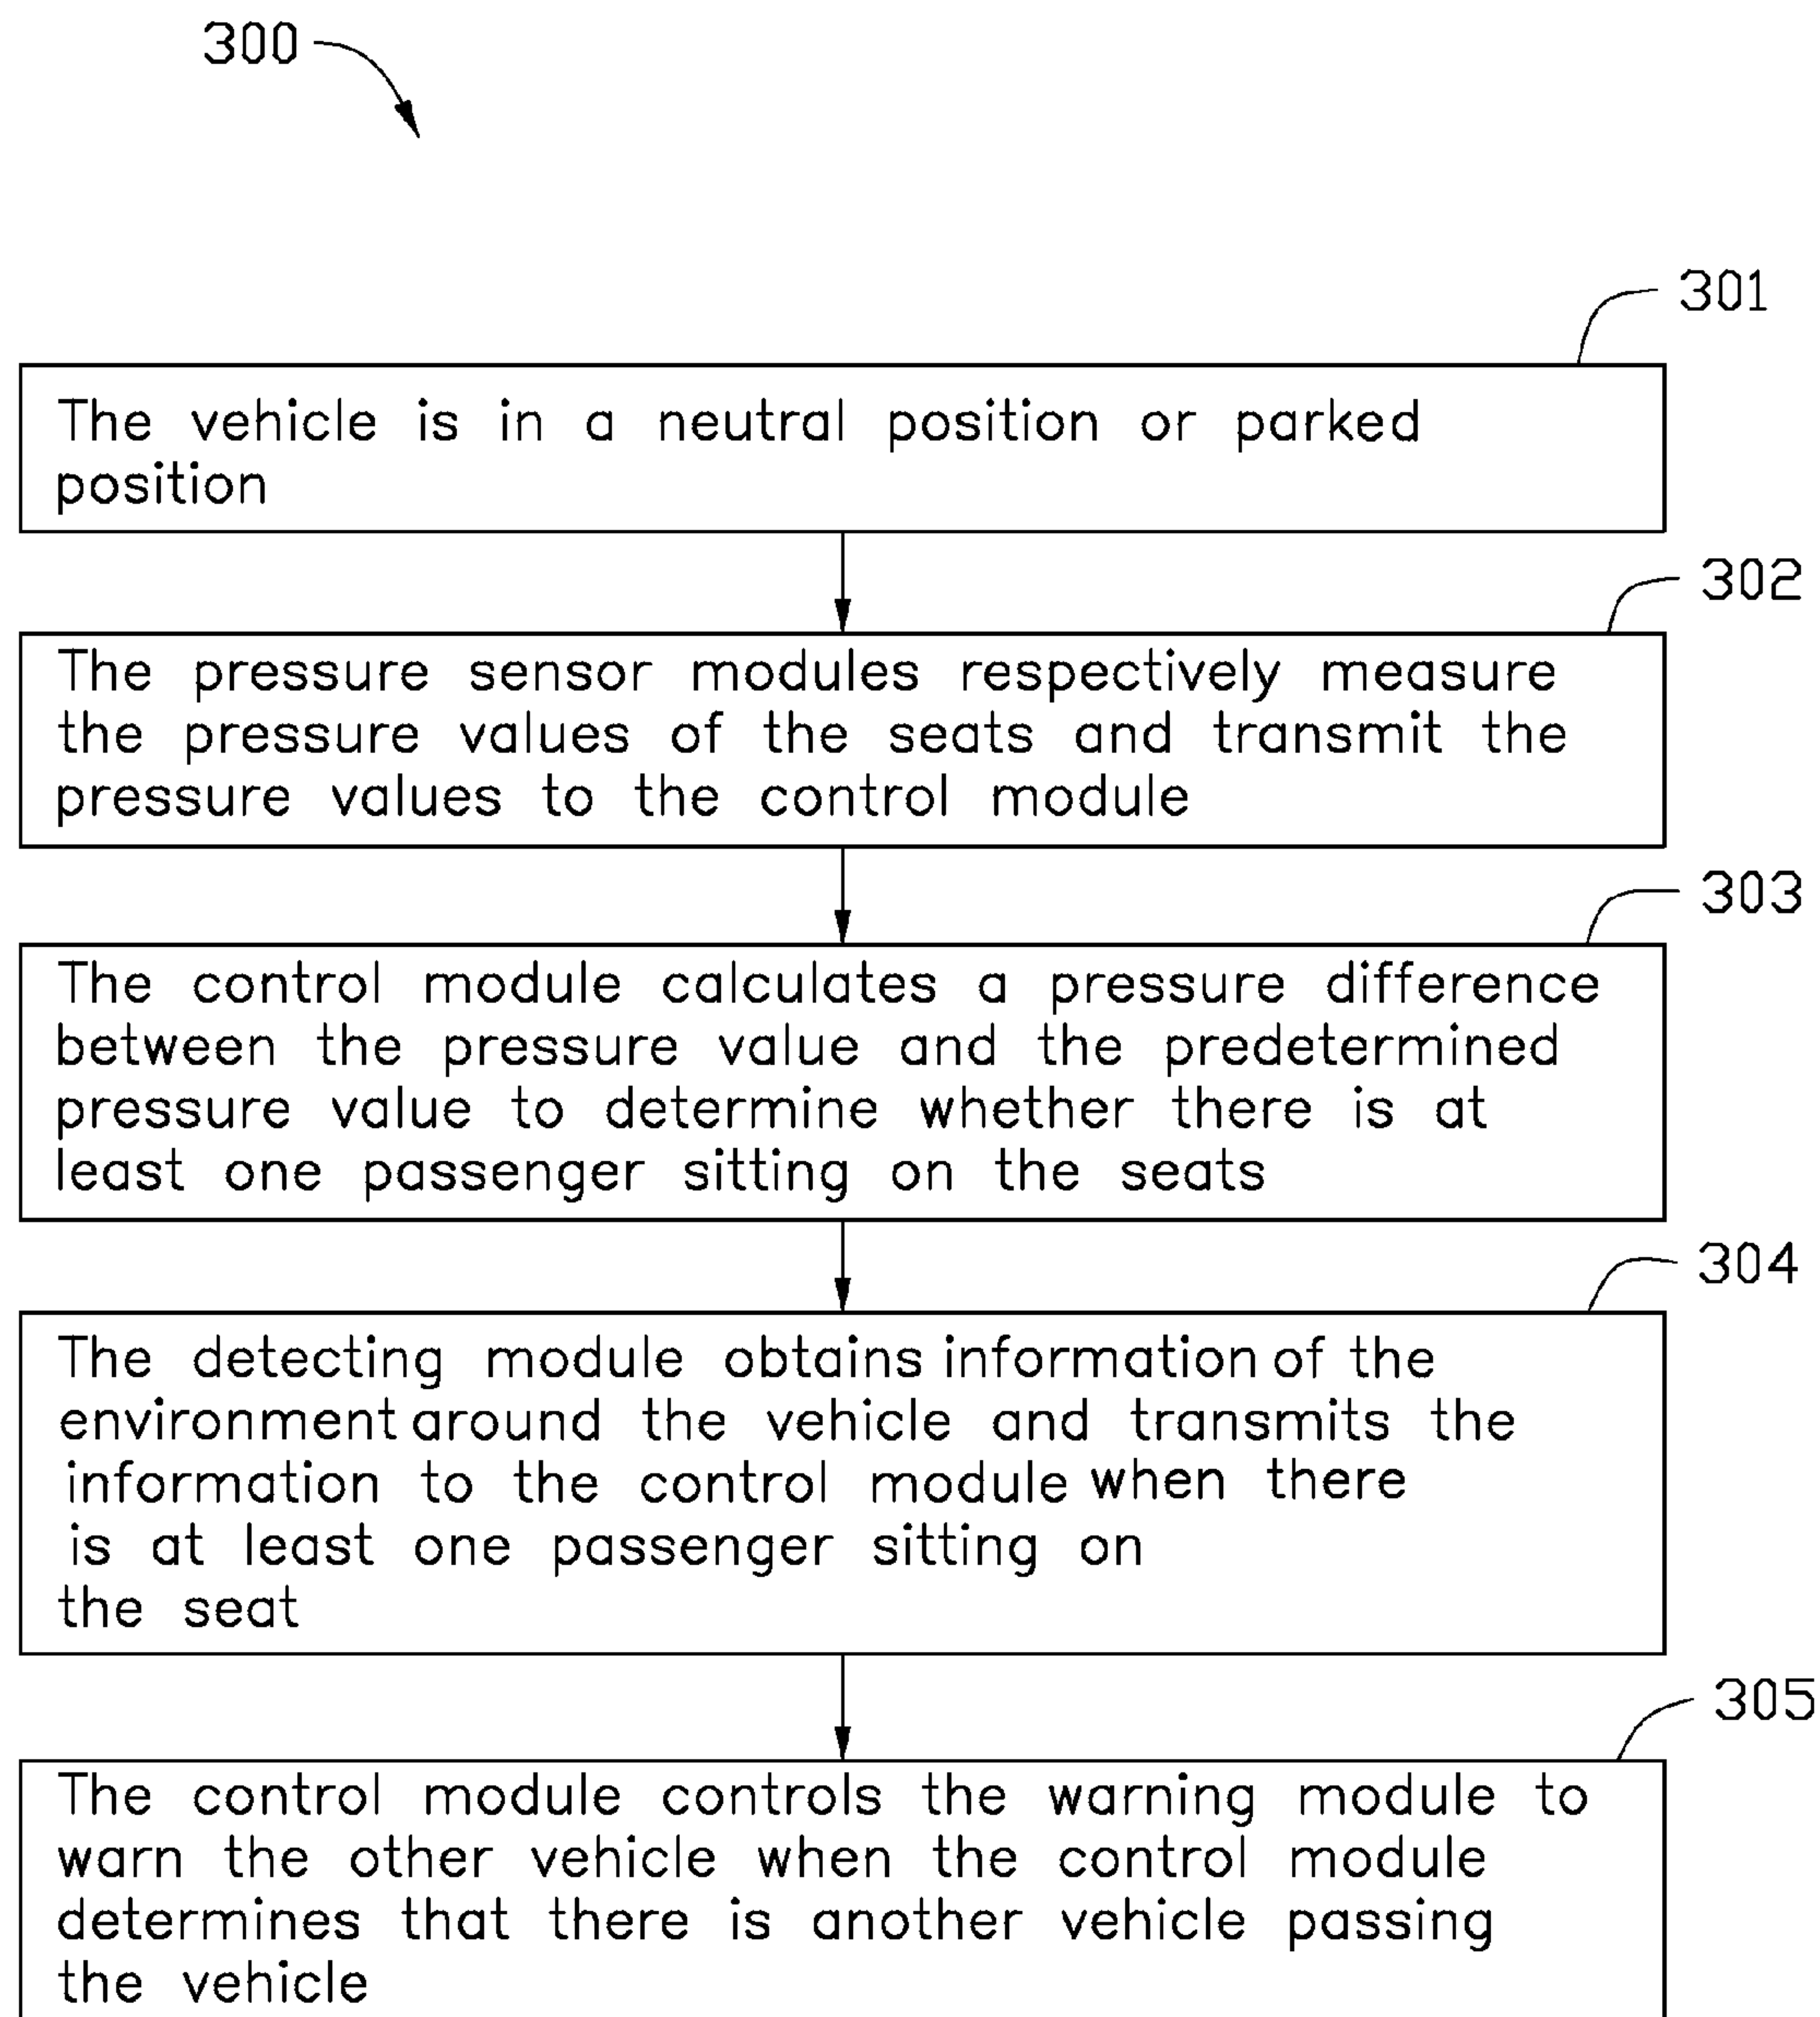 300
301
The vehicle is in a neutral position or parked
position
302
The pressure sensor modules respectively measure
the pressure values of the seats and transmit the
pressure values to the control module
303
The control module calculates a pressure difference
between the pressure value and the predetermined
pressure value to determine whether there is at
least one passenger sitting on the seats
304
The detecting module obtains information of the
environment around the vehicle and transmits the
information to the control module when there
is at least one passenger sitting on
the seat
305
The control module controls the warning module to
warn the other vehicle when the control module
determines that there is another vehicle passing
the vehicle